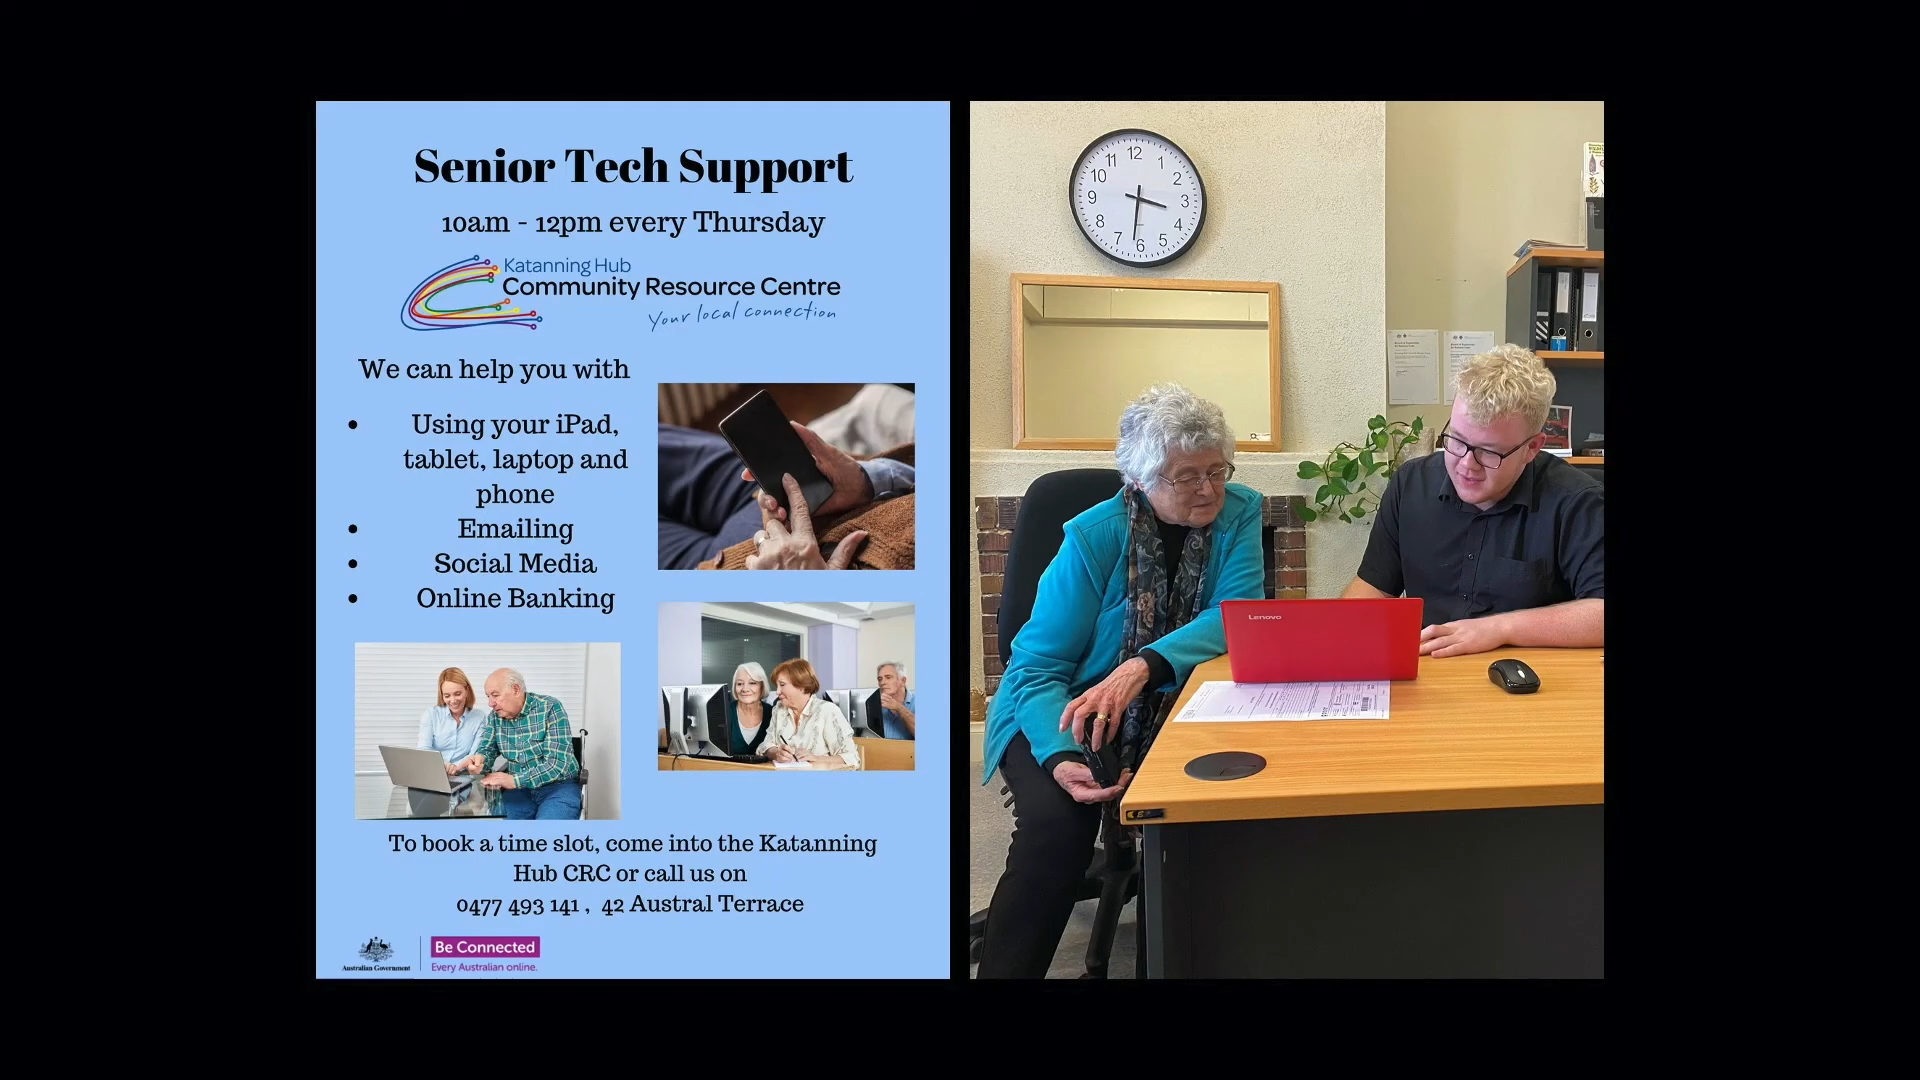 Senior Tech Support
10am - 12pm every Thursday
Katanning Hub
Community Resource Centre
Your local connection
We can help you with
• Using your iPad,
tablet, laptop and
phone
• Emailing
• Social Media
• Online Banking
To book a time slot, come into the Katanning
Hub CRC or call us on
0477 493 141 , 42 Austral Terrace
Australian Government
Be Connected
Every Australian online.
12
1
2
3
4
5
6
7
8
9
10
11
Lenovo